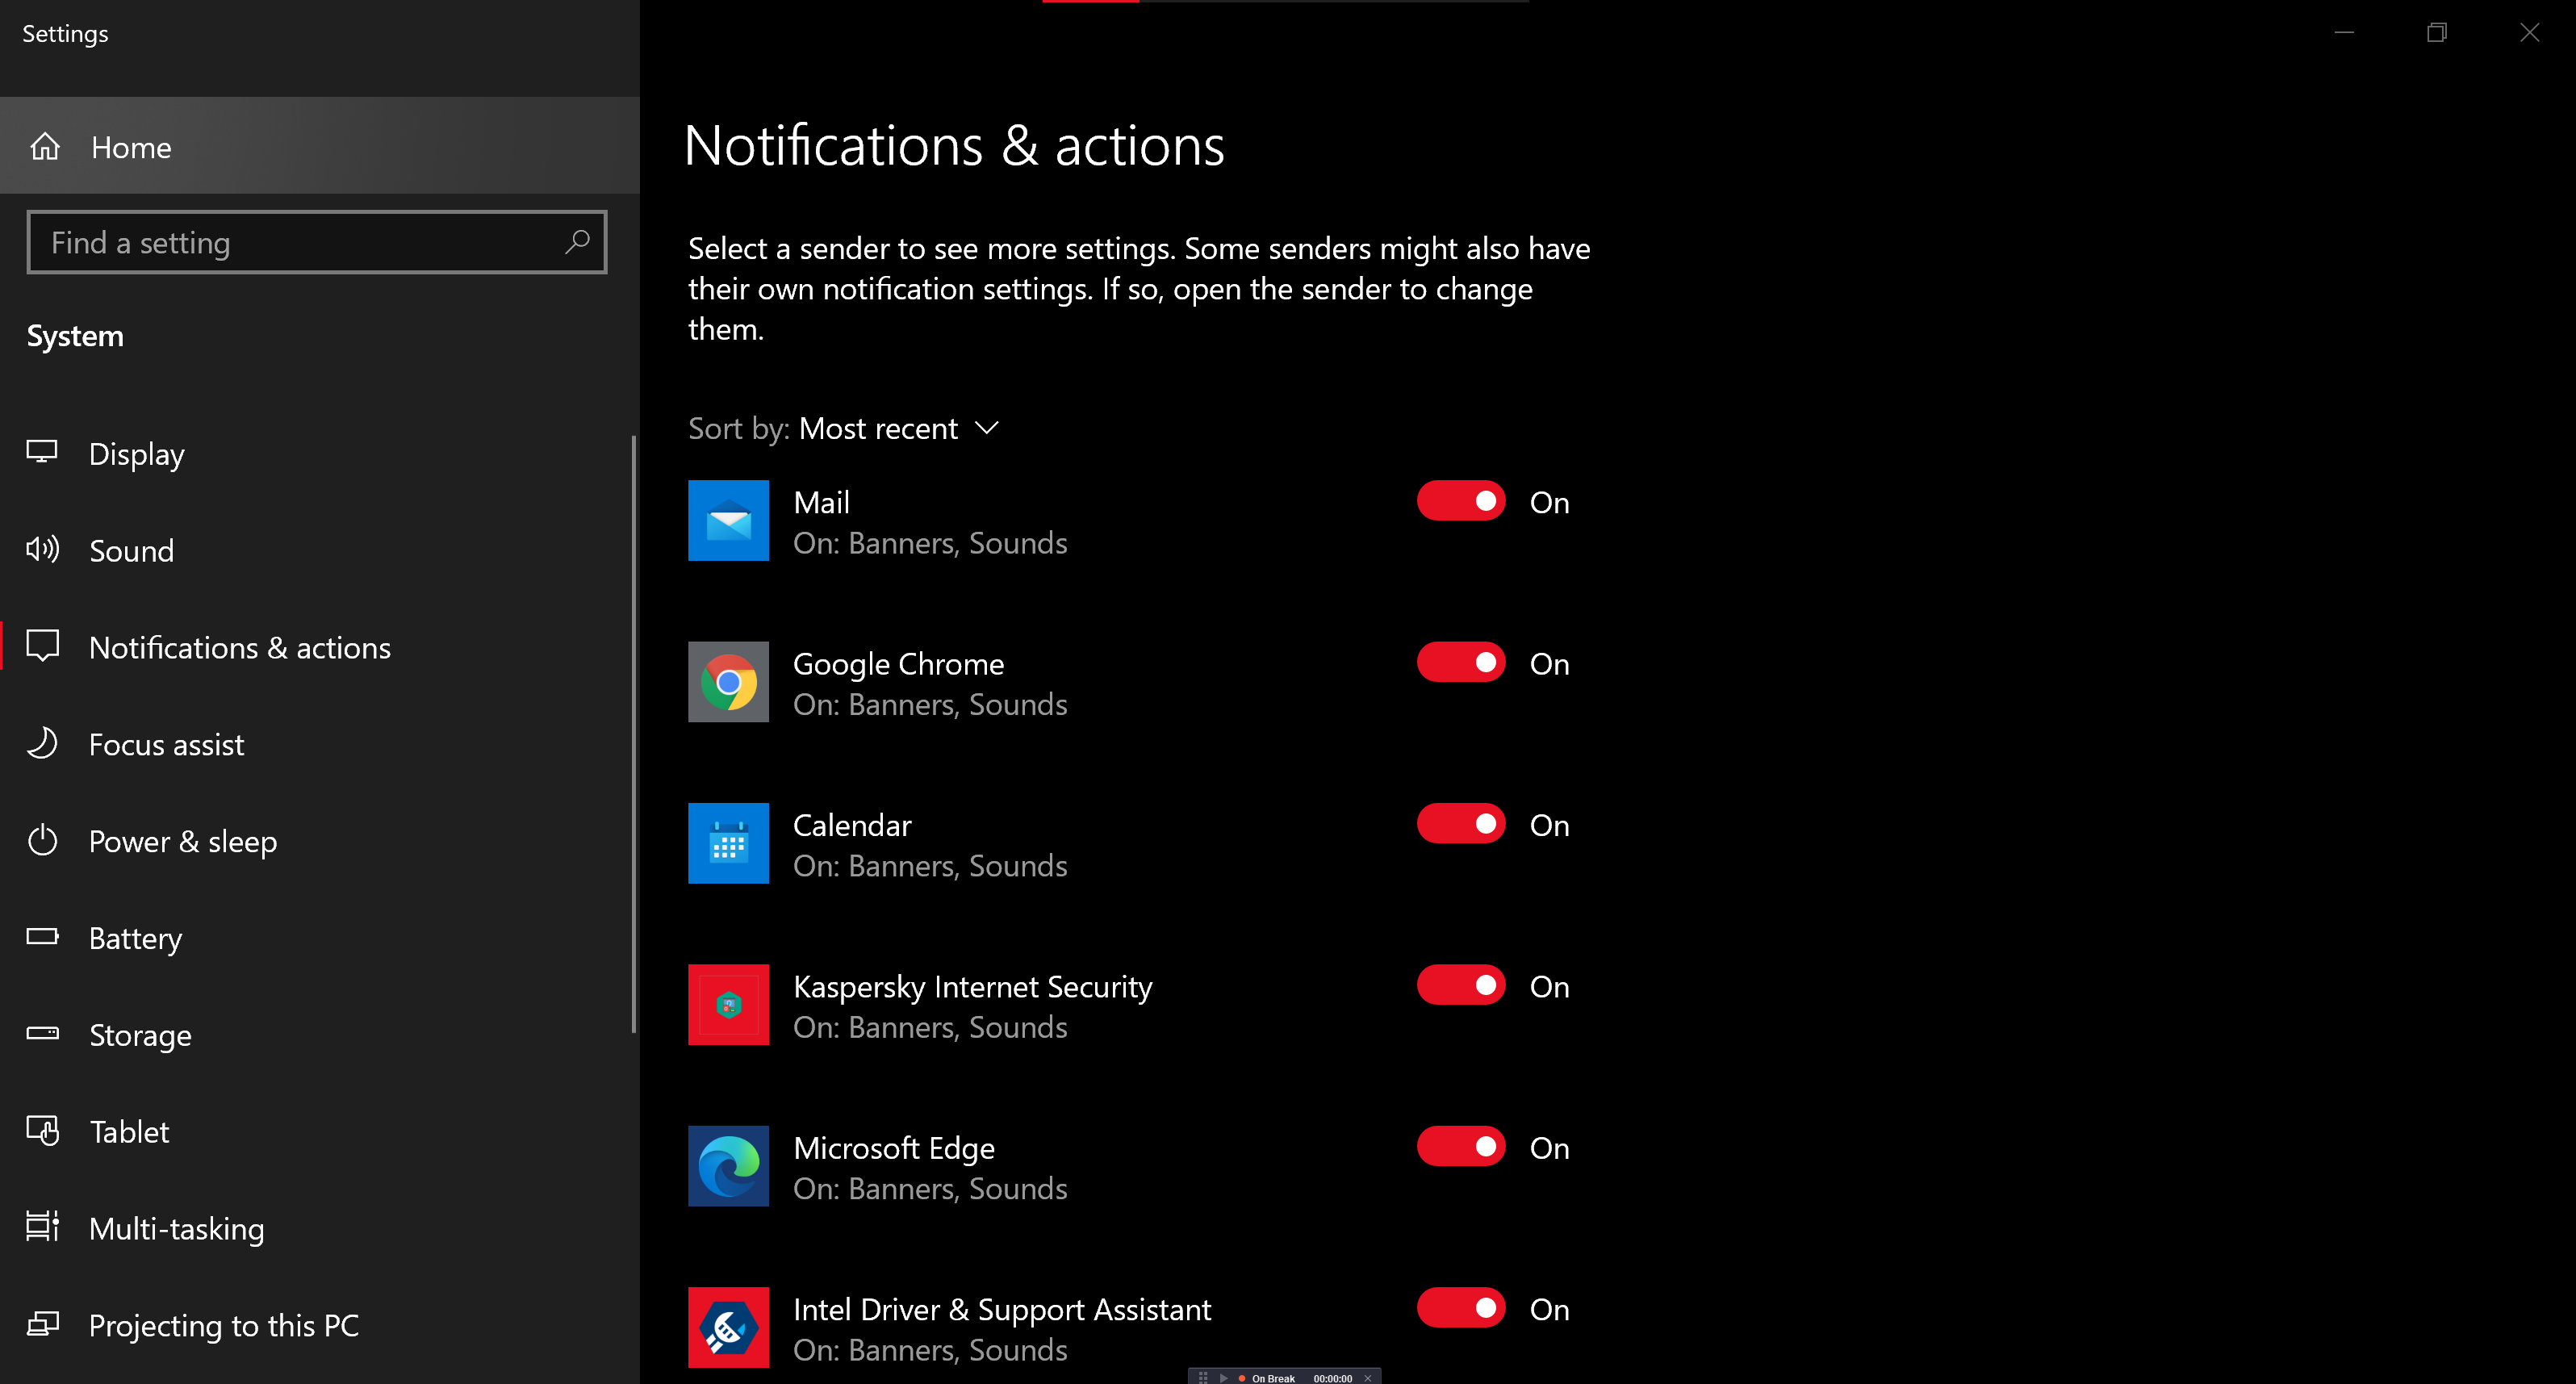 Settings
Home
Find a setting
System
Display
Sound
Notifications & actions
Focus assist
Power & sleep
Battery
Storage
Tablet
Multi-tasking
Projecting to this PC
Notifications & actions
Select a sender to see more settings. Some senders might also have
their own notification settings. If so, open the sender to change
them.
Sort by: Most recent
Mail
On: Banners, Sounds
On
Google Chrome
On: Banners, Sounds
On
Calendar
On: Banners, Sounds
On
Kaspersky Internet Security
On: Banners, Sounds
On
Microsoft Edge
On: Banners, Sounds
On
Intel Driver & Support Assistant
On: Banners, Sounds
On
On Break 00:00:00